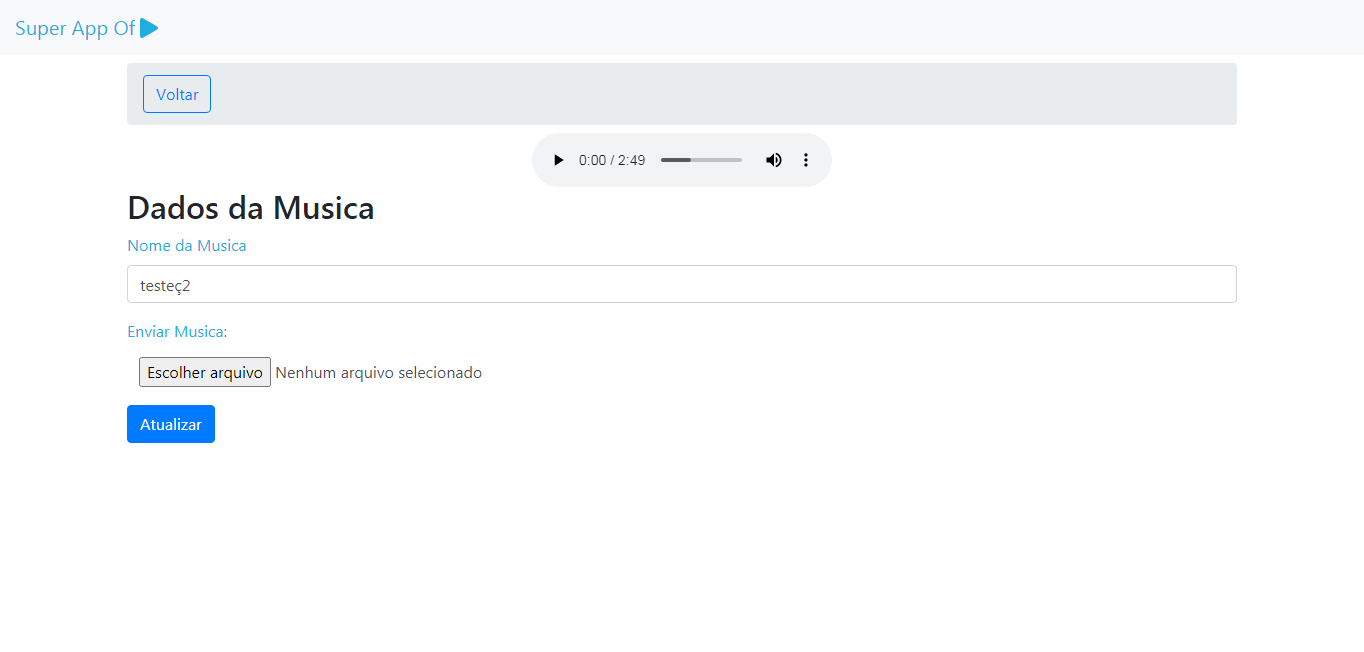 Super App Of
Voltar
0:00 / 2:49
Dados da Musica
Nome da Musica
testeç2
Enviar Musica:
Escolher arquivo Nenhum arquivo selecionado
Atualizar